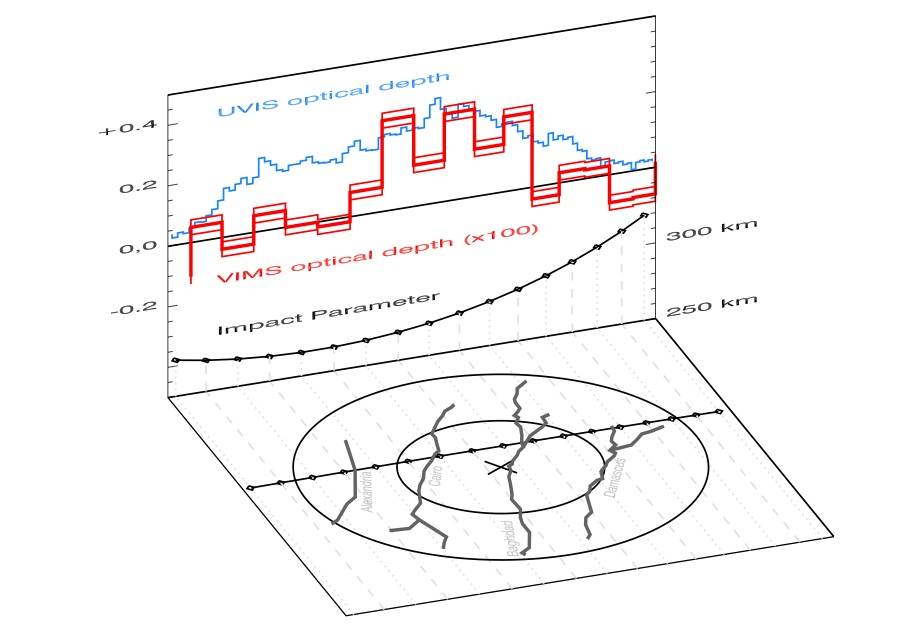 UVIS optical depth
+0.4
0.2
0.0
-0.2
VIMS optical depth (x100)
Impact Parameter
300 km
250 km
Alexandria
Cairo
Baghdad
Damascus